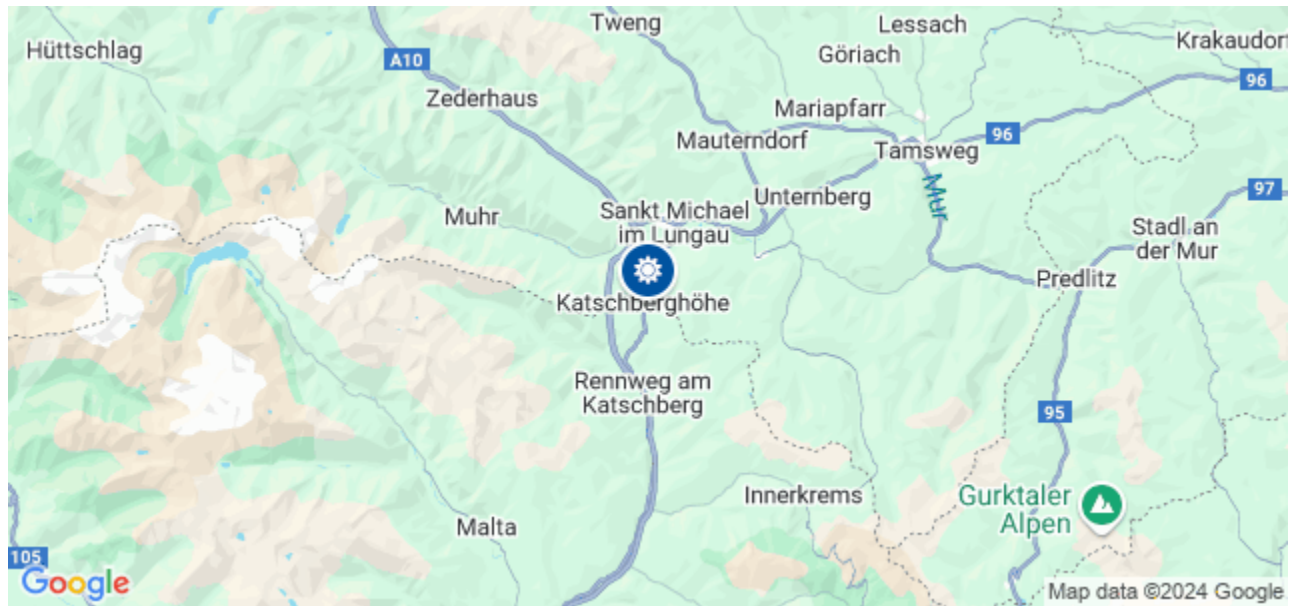 Tweng
Lessach
Hüttschlag
A10
Göriach
Krakaudorf
96
Zederhaus
Mariapfarr
96
Mauterndorf
Tamsweg
97
Mur
Unternberg
Muhr
Sankt Michael
im Lungau
Stadl an
der Mur
Predlitz
Katschberghöhe
Rennweg am
Katschberg
95
Innerkrems
Gurktaler
Alpen
Malta
105
Google
Map data ©2024 Google